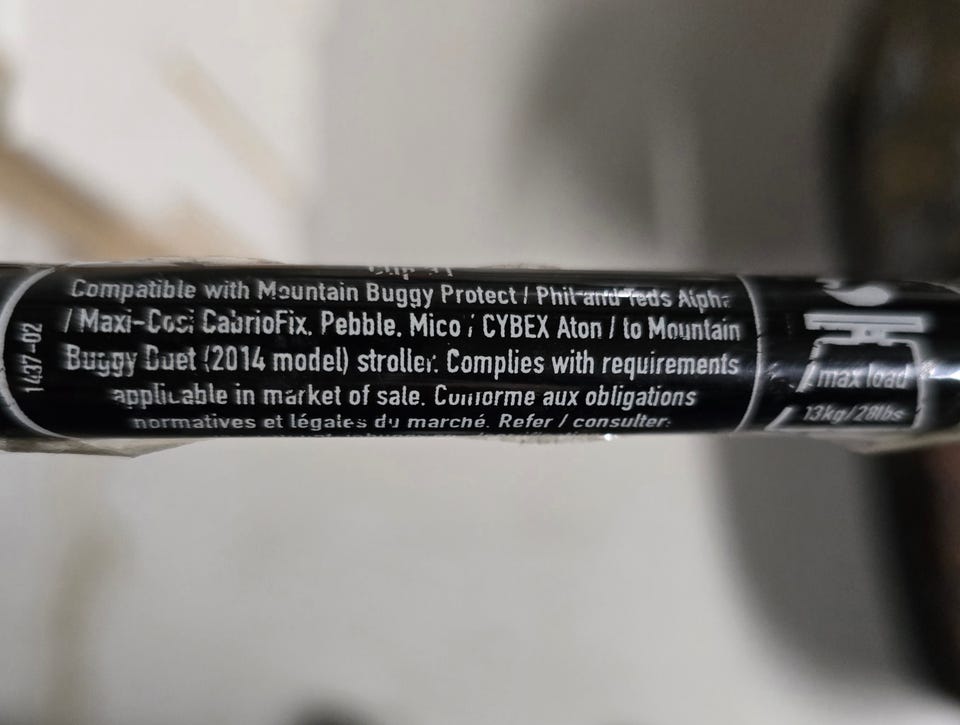 Compatible with Mountain Buggy Protect / Phil and Teds Alpha
/ Maxi-Cosi CabrioFix, Pebble, Mico / CYBEX Aton / to Mountain
Buggy Duet (2014 model) stroller. Complies with requirements
applicable in market of sale. Conforme aux obligations
normatives et légales du marché. Refer / consulter:
1437-02
max load
13kg/28lbs